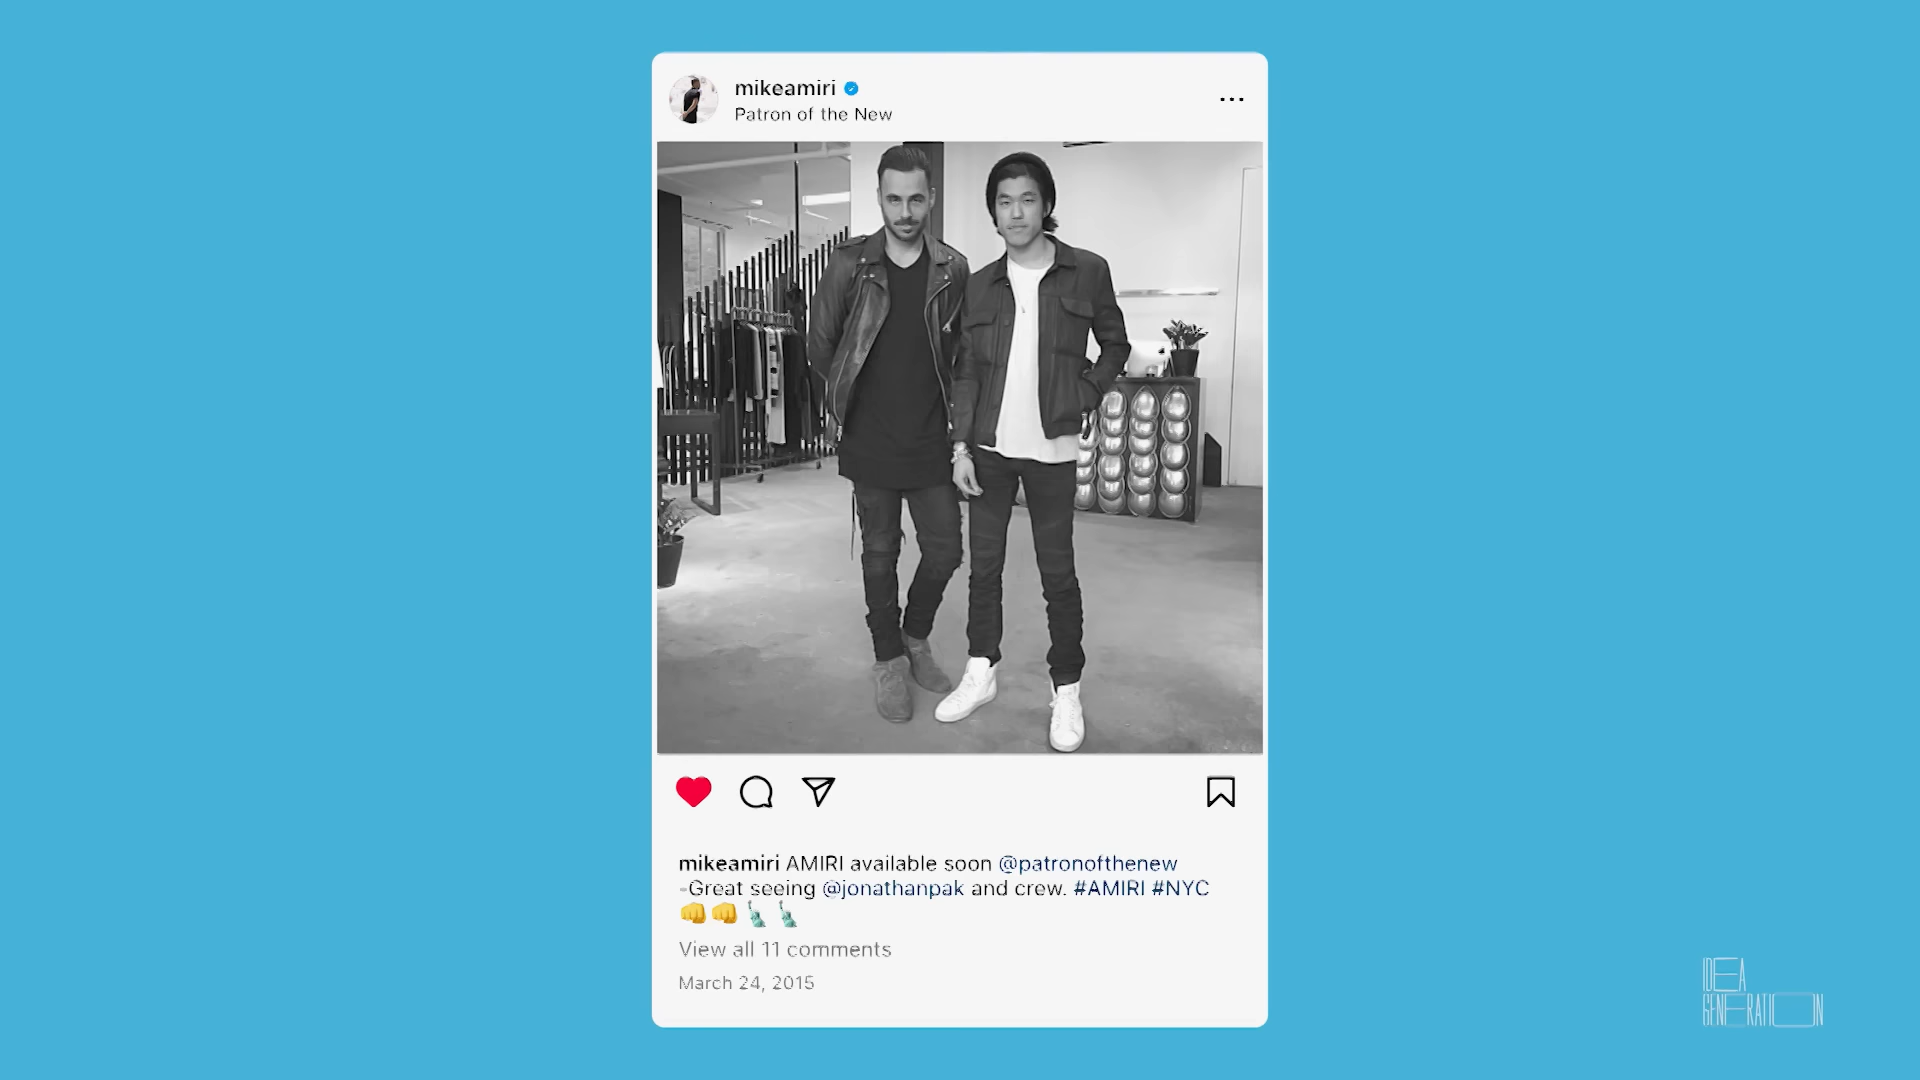 mikeamiri
Patron of the New
mikeamiri AMIRI available soon @patronofthenew
-Great seeing @jonathanpak and crew. #AMIRI #NYC
👊👊🗽🗽
View all 11 comments
March 24, 2015
IDEA
GENERATION